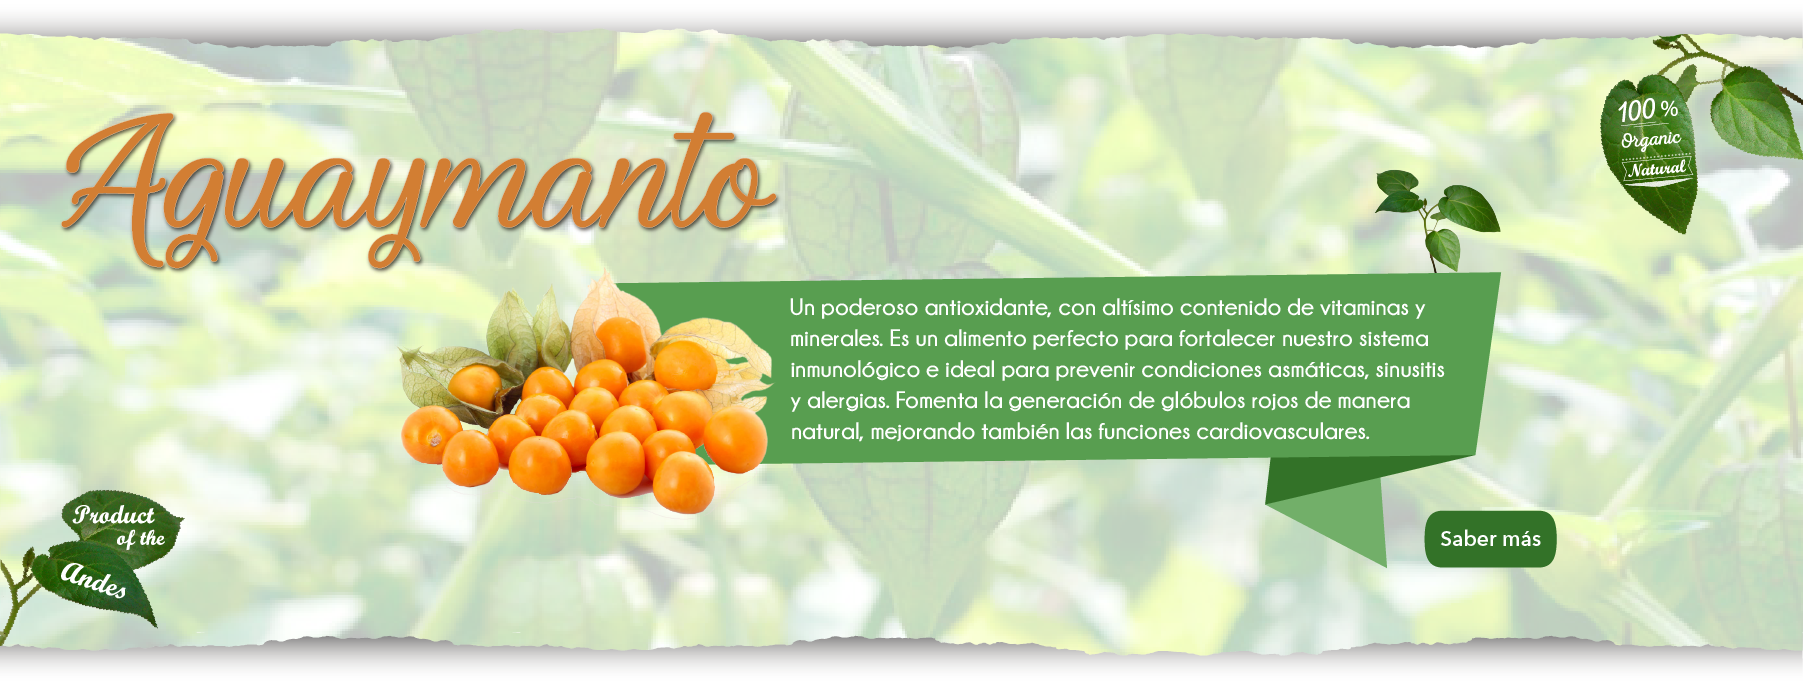 Aguaymanto
100 %
Organic
Natural
Un poderoso antioxidante, con altísimo contenido de vitaminas y
minerales. Es un alimento perfecto para fortalecer nuestro sistema
inmunológico e ideal para prevenir condiciones asmáticas, sinusitis
y alergias. Fomenta la generación de glóbulos rojos de manera
natural, mejorando también las funciones cardiovasculares.
Product
of the
Andes
Saber más